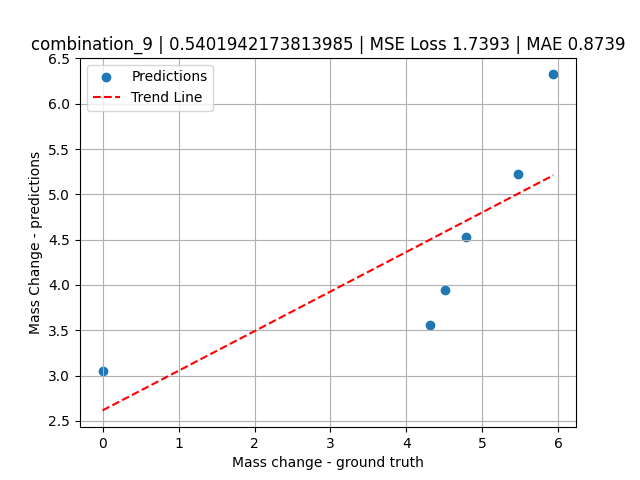 combination_9 | 0.5401942173813985 | MSE Loss 1.7393 | MAE 0.8739
Predictions
Trend Line
6.5
6.0
5.5
5.0
4.5
4.0
3.5
3.0
2.5
Mass Change - predictions
0 1 2 3 4 5 6
Mass change - ground truth